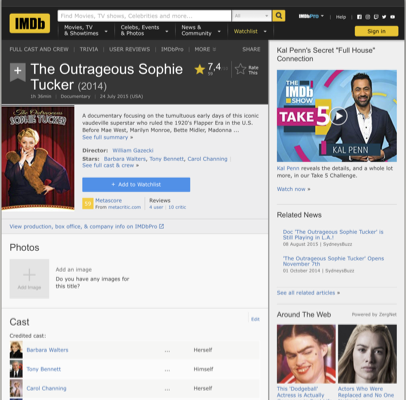 IMDb
Find Movies, TV shows, Celebrities and more...
All
IMDbPro
Help
Movies, TV
& Showtimes
Celebs, Events
& Photos
News &
Community
Watchlist
Sign in
FULL CAST AND CREW | TRIVIA | USER REVIEWS | IMDbPro | MORE
SHARE
The Outrageous Sophie
Tucker (2014)
7,4
Rate
This
1h 36min | Documentary | 24 July 2015 (USA)
The Outrageous
SOPHIE
TUCKER
A documentary focusing on the tumultuous early days of this iconic
vaudeville superstar who ruled the 1920's Flapper Era in the U.S.
Before Mae West, Marilyn Monroe, Bette Midler, Madonna ...
See full summary »
Director: William Gazecki
Stars: Barbara Walters, Tony Bennett, Carol Channing |
See full cast & crew »
+ Add to Watchlist
Metascore
From metacritic.com
Reviews
4 user | 10 critic
View production, box office, & company info on IMDbPro
Photos
Add Image
Add an image
Do you have any images for
this title?
Cast
Edit
Credited cast:
Barbara Walters ... Herself
Tony Bennett ... Himself
Carol Channing ... Herself
Kal Penn's Secret "Full House"
Connection
THE
IMDb
SHOW
TAKE 5
KAL PENN
Kal Penn reveals the details, and a whole lot
more, in our Take 5 Challenge.
Watch now »
Related News
Doc 'The Outrageous Sophie Tucker' is
Still Playing in L.A.!
09 August 2015 | SydneysBuzz
'The Outrageous Sophie Tucker' Opens
November 7th
01 October 2014 | SydneysBuzz
See all related articles »
Around The Web
Powered by ZergNet
This 'Dodgeball'
Actress is Actually
Actors Who Were
Replaced and No One